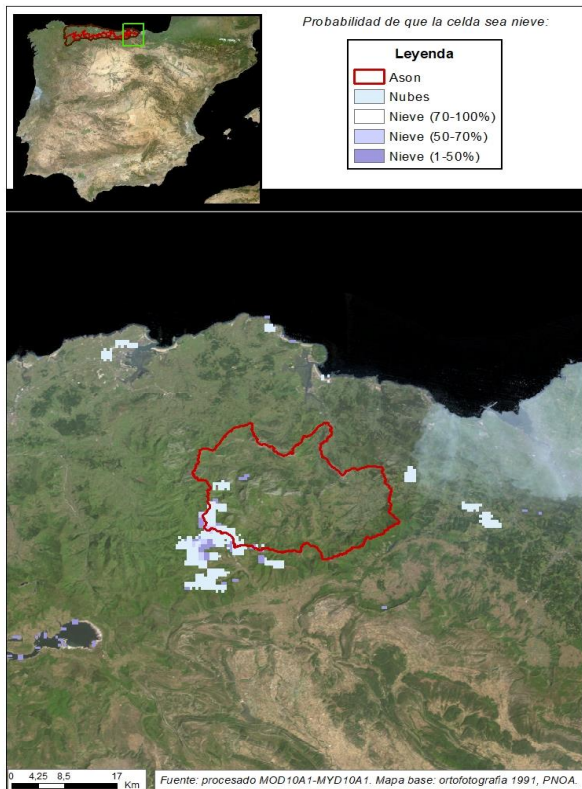 Probabilidad de que la celda sea nieve:
Leyenda
Ason
Nubes
Nieve (70-100%)
Nieve (50-70%)
Nieve (1-50%)
0 4,25 8,5 17
Km
Fuente: procesado MOD10A1-MYD10A1. Mapa base: ortofotografia 1991, PNOA.